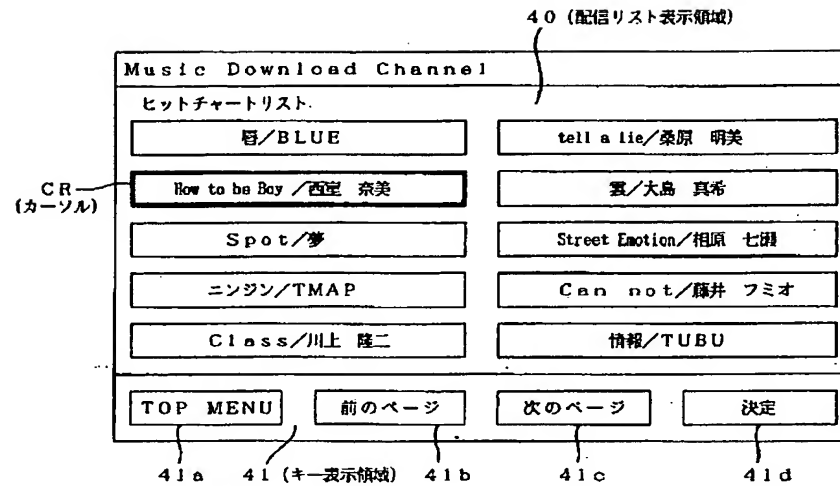 40 (配信リスト表示領域)
Music Download Channel
ヒットチャートリスト
唇／BLUE
tell a lie／桑原 明美
CR
(カーソル)
How to be Boy ／西室 奈美
雲／大島 真希
Spot／夢
Street Emotion／相原 七瀬
ニンジン／TMAP
Can not／藤井 フミオ
Class／川上 隆二
情報／TUBU
TOP MENU
前のページ
次のページ
決定
41a 41 (キー表示領域) 41b 41c 41d